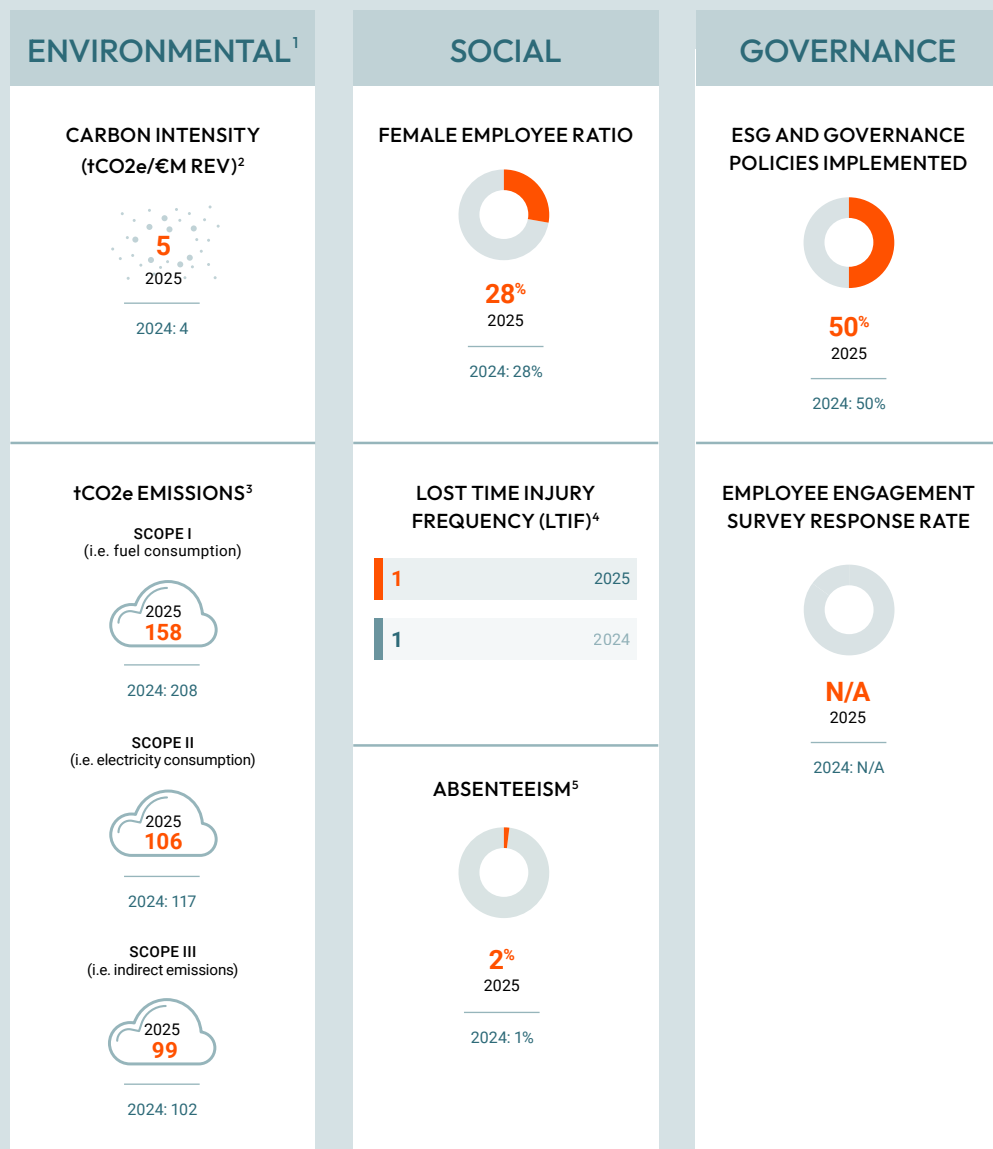 ENVIRONMENTAL¹
CARBON INTENSITY
(tCO2e/€M REV)²
5
2025
2024: 4
tCO2e EMISSIONS³
SCOPE I
(i.e. fuel consumption)
2025
158
2024: 208
SCOPE II
(i.e. electricity consumption)
2025
106
2024: 117
SCOPE III
(i.e. indirect emissions)
2025
99
2024: 102
SOCIAL
FEMALE EMPLOYEE RATIO
28%
2025
2024: 28%
LOST TIME INJURY
FREQUENCY (LTIF)⁴
1 2025
1 2024
ABSENTEEISM⁵
2%
2025
2024: 1%
GOVERNANCE
ESG AND GOVERNANCE
POLICIES IMPLEMENTED
50%
2025
2024: 50%
EMPLOYEE ENGAGEMENT
SURVEY RESPONSE RATE
N/A
2025
2024: N/A